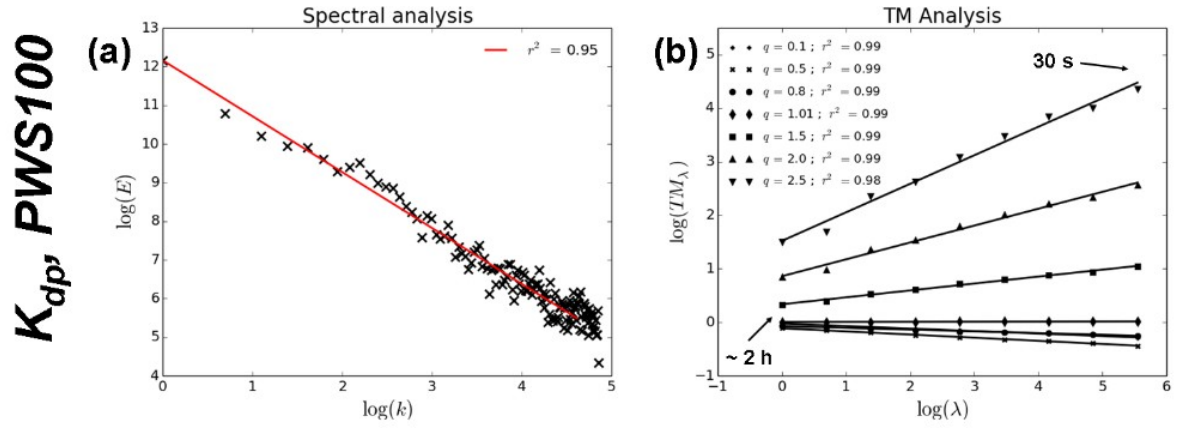 K_dp, PWS100
Spectral analysis
(a)
r² = 0.95
13
12
11
10
9
8
7
6
5
4
log(E)
0 1 2 3 4 5
log(k)
TM Analysis
(b)
q = 0.1 ; r² = 0.99
q = 0.5 ; r² = 0.99
q = 0.8 ; r² = 0.99
q = 1.01 ; r² = 0.99
q = 1.5 ; r² = 0.99
q = 2.0 ; r² = 0.99
q = 2.5 ; r² = 0.98
30 s
~ 2 h
5
4
3
2
1
0
−1
log(TM_λ)
−1 0 1 2 3 4 5 6
log(λ)